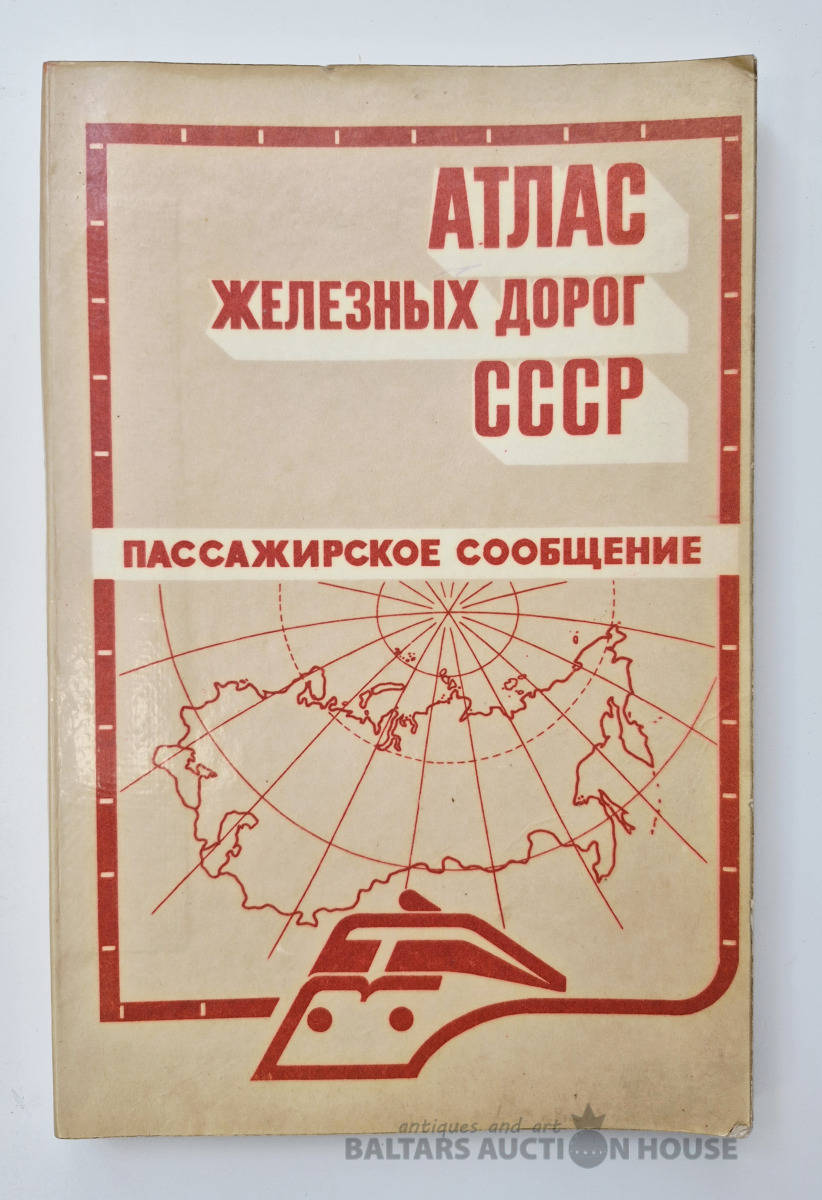 АТЛАС
ЖЕЛЕЗНЫХ ДОРОГ
СССР
ПАССАЖИРСКОЕ СООБЩЕНИЕ
antiques and art
BALTARS AUCTION HOUSE